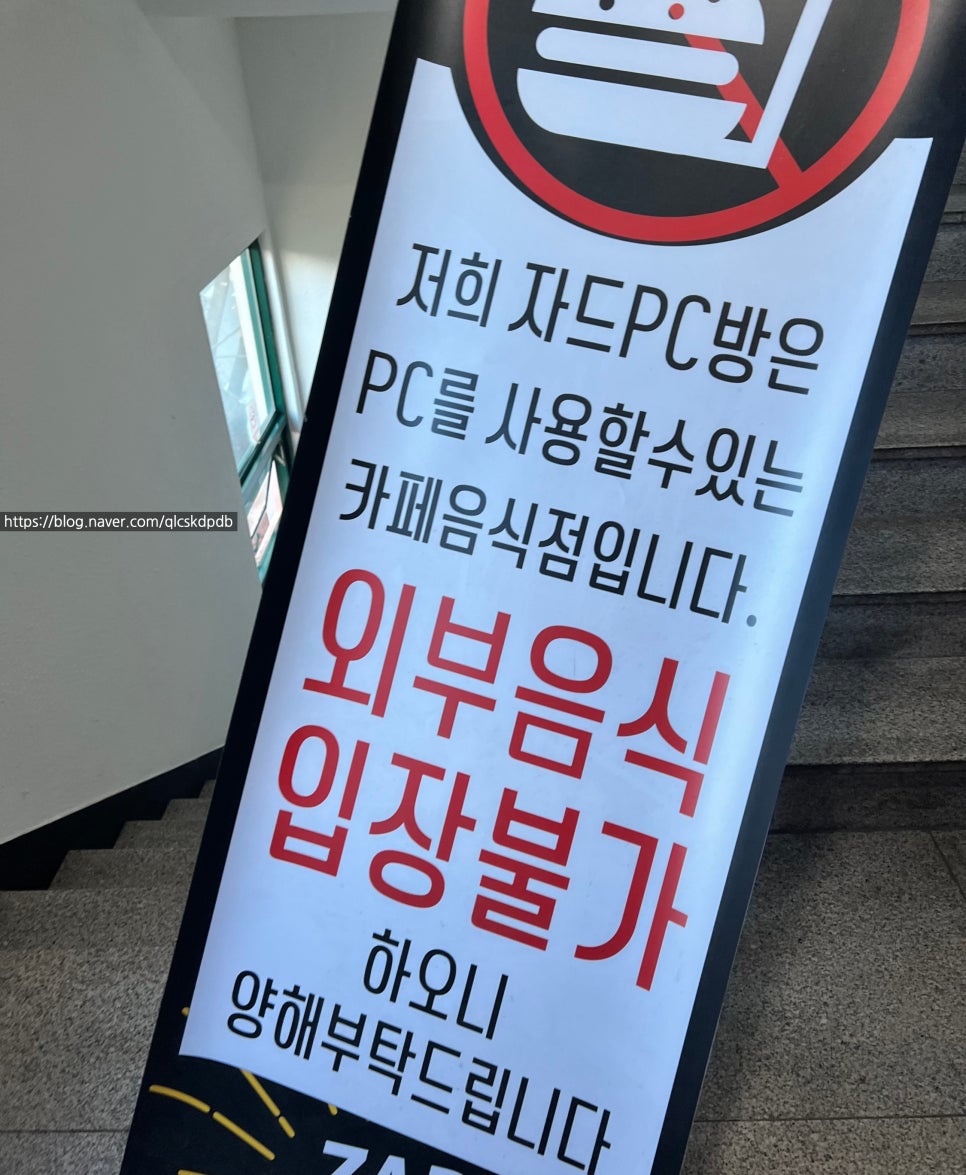 저희 자드PC방은
PC를 사용할수있는
카페음식점입니다.
외부음식
입장불가
하오니
양해부탁드립니다
https://blog.naver.com/qlcskdpdb